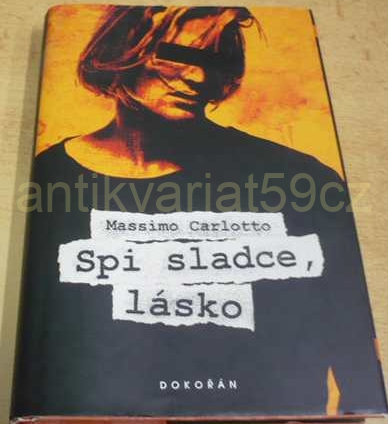 antikvariat59cz
Massimo Carlotto
Spi sladce,
lásko
DOKOŘÁN